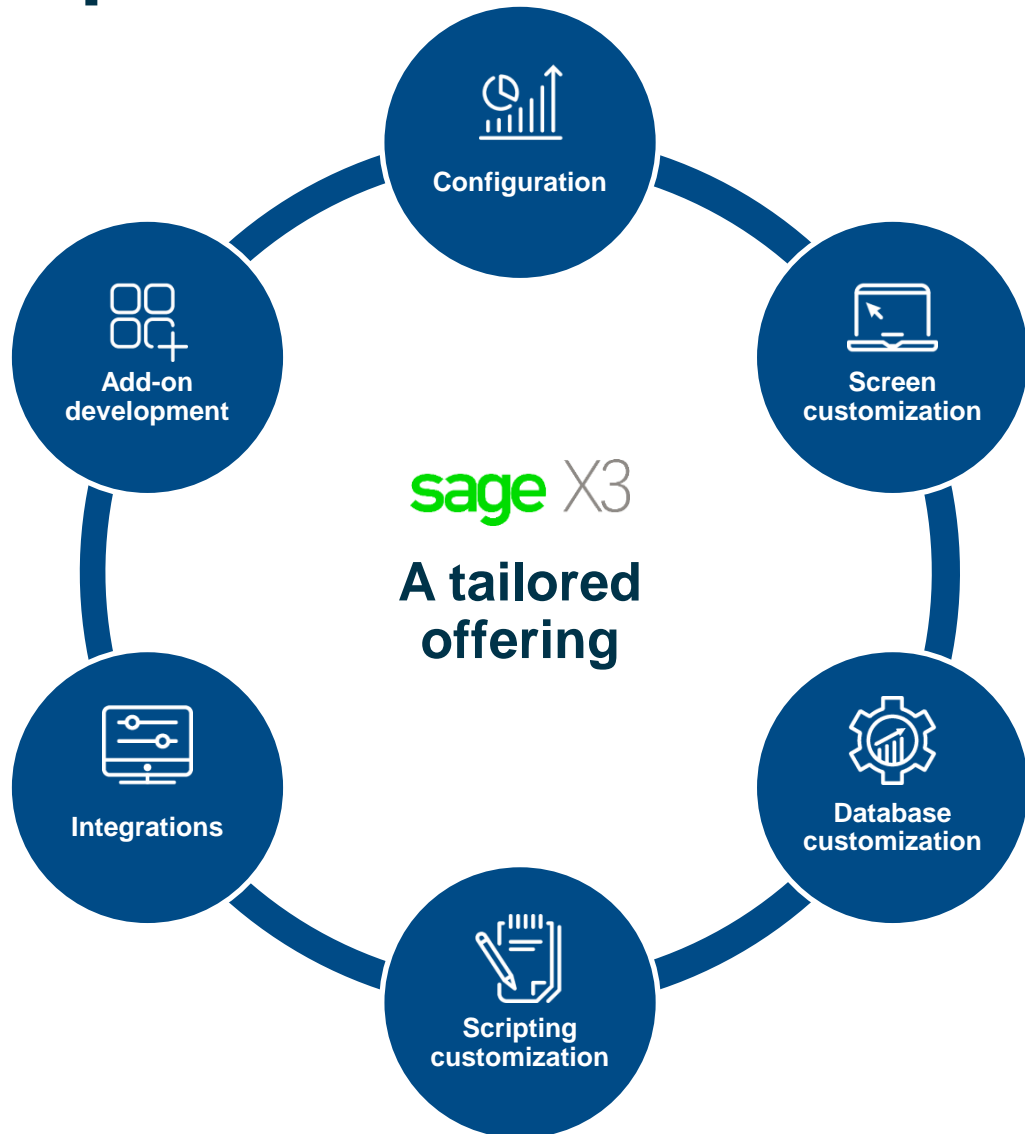 Configuration
Screen
customization
Database
customization
Scripting
customization
Integrations
Add-on
development
sage X3
A tailored
offering